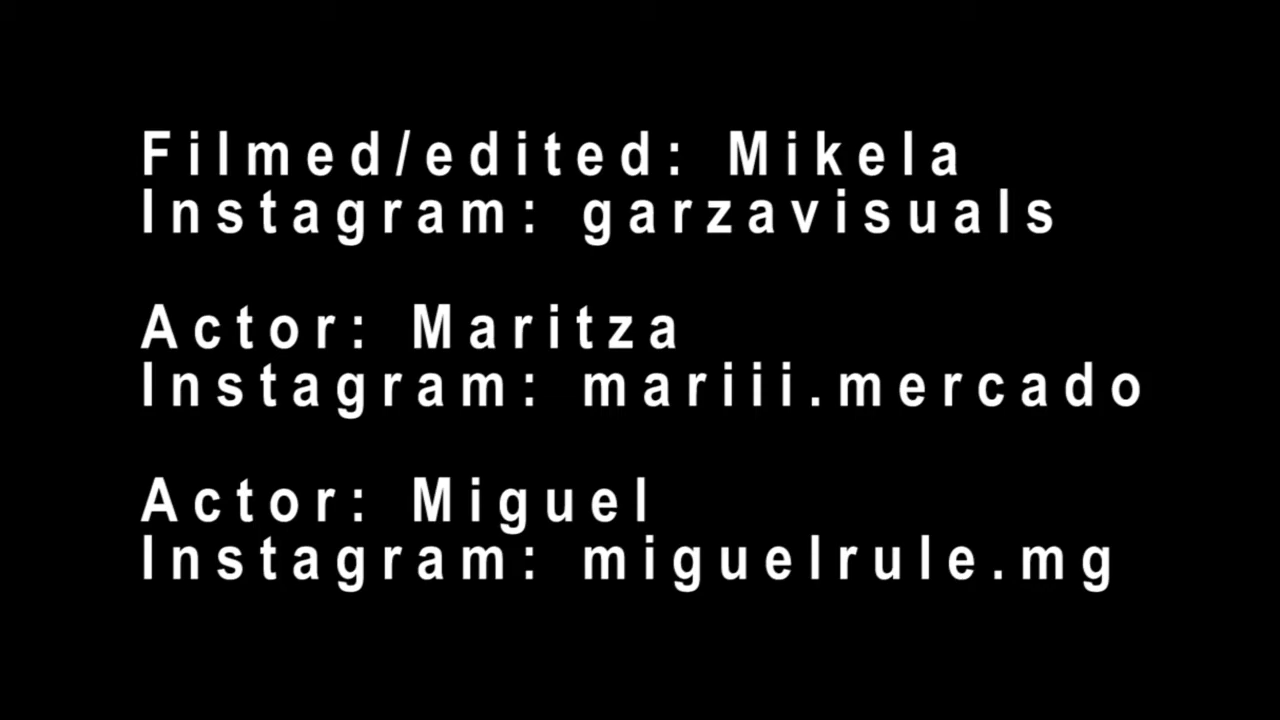 Filmed/edited: Mikela
Instagram: garzavisuals
Actor: Maritza
Instagram: mariii.mercado
Actor: Miguel
Instagram: miguelrule.mg